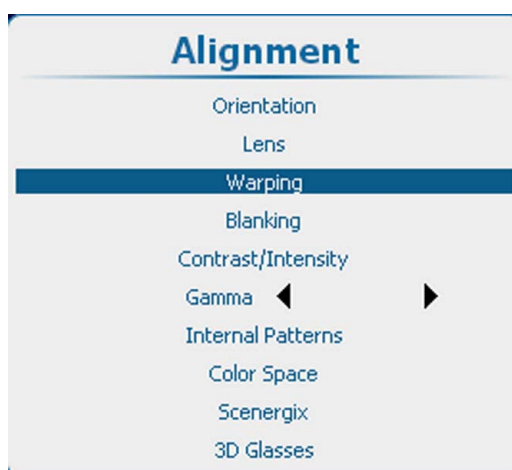 Alignment
Orientation
Lens
Warping
Blanking
Contrast/Intensity
Gamma
Internal Patterns
Color Space
Scenergix
3D Glasses